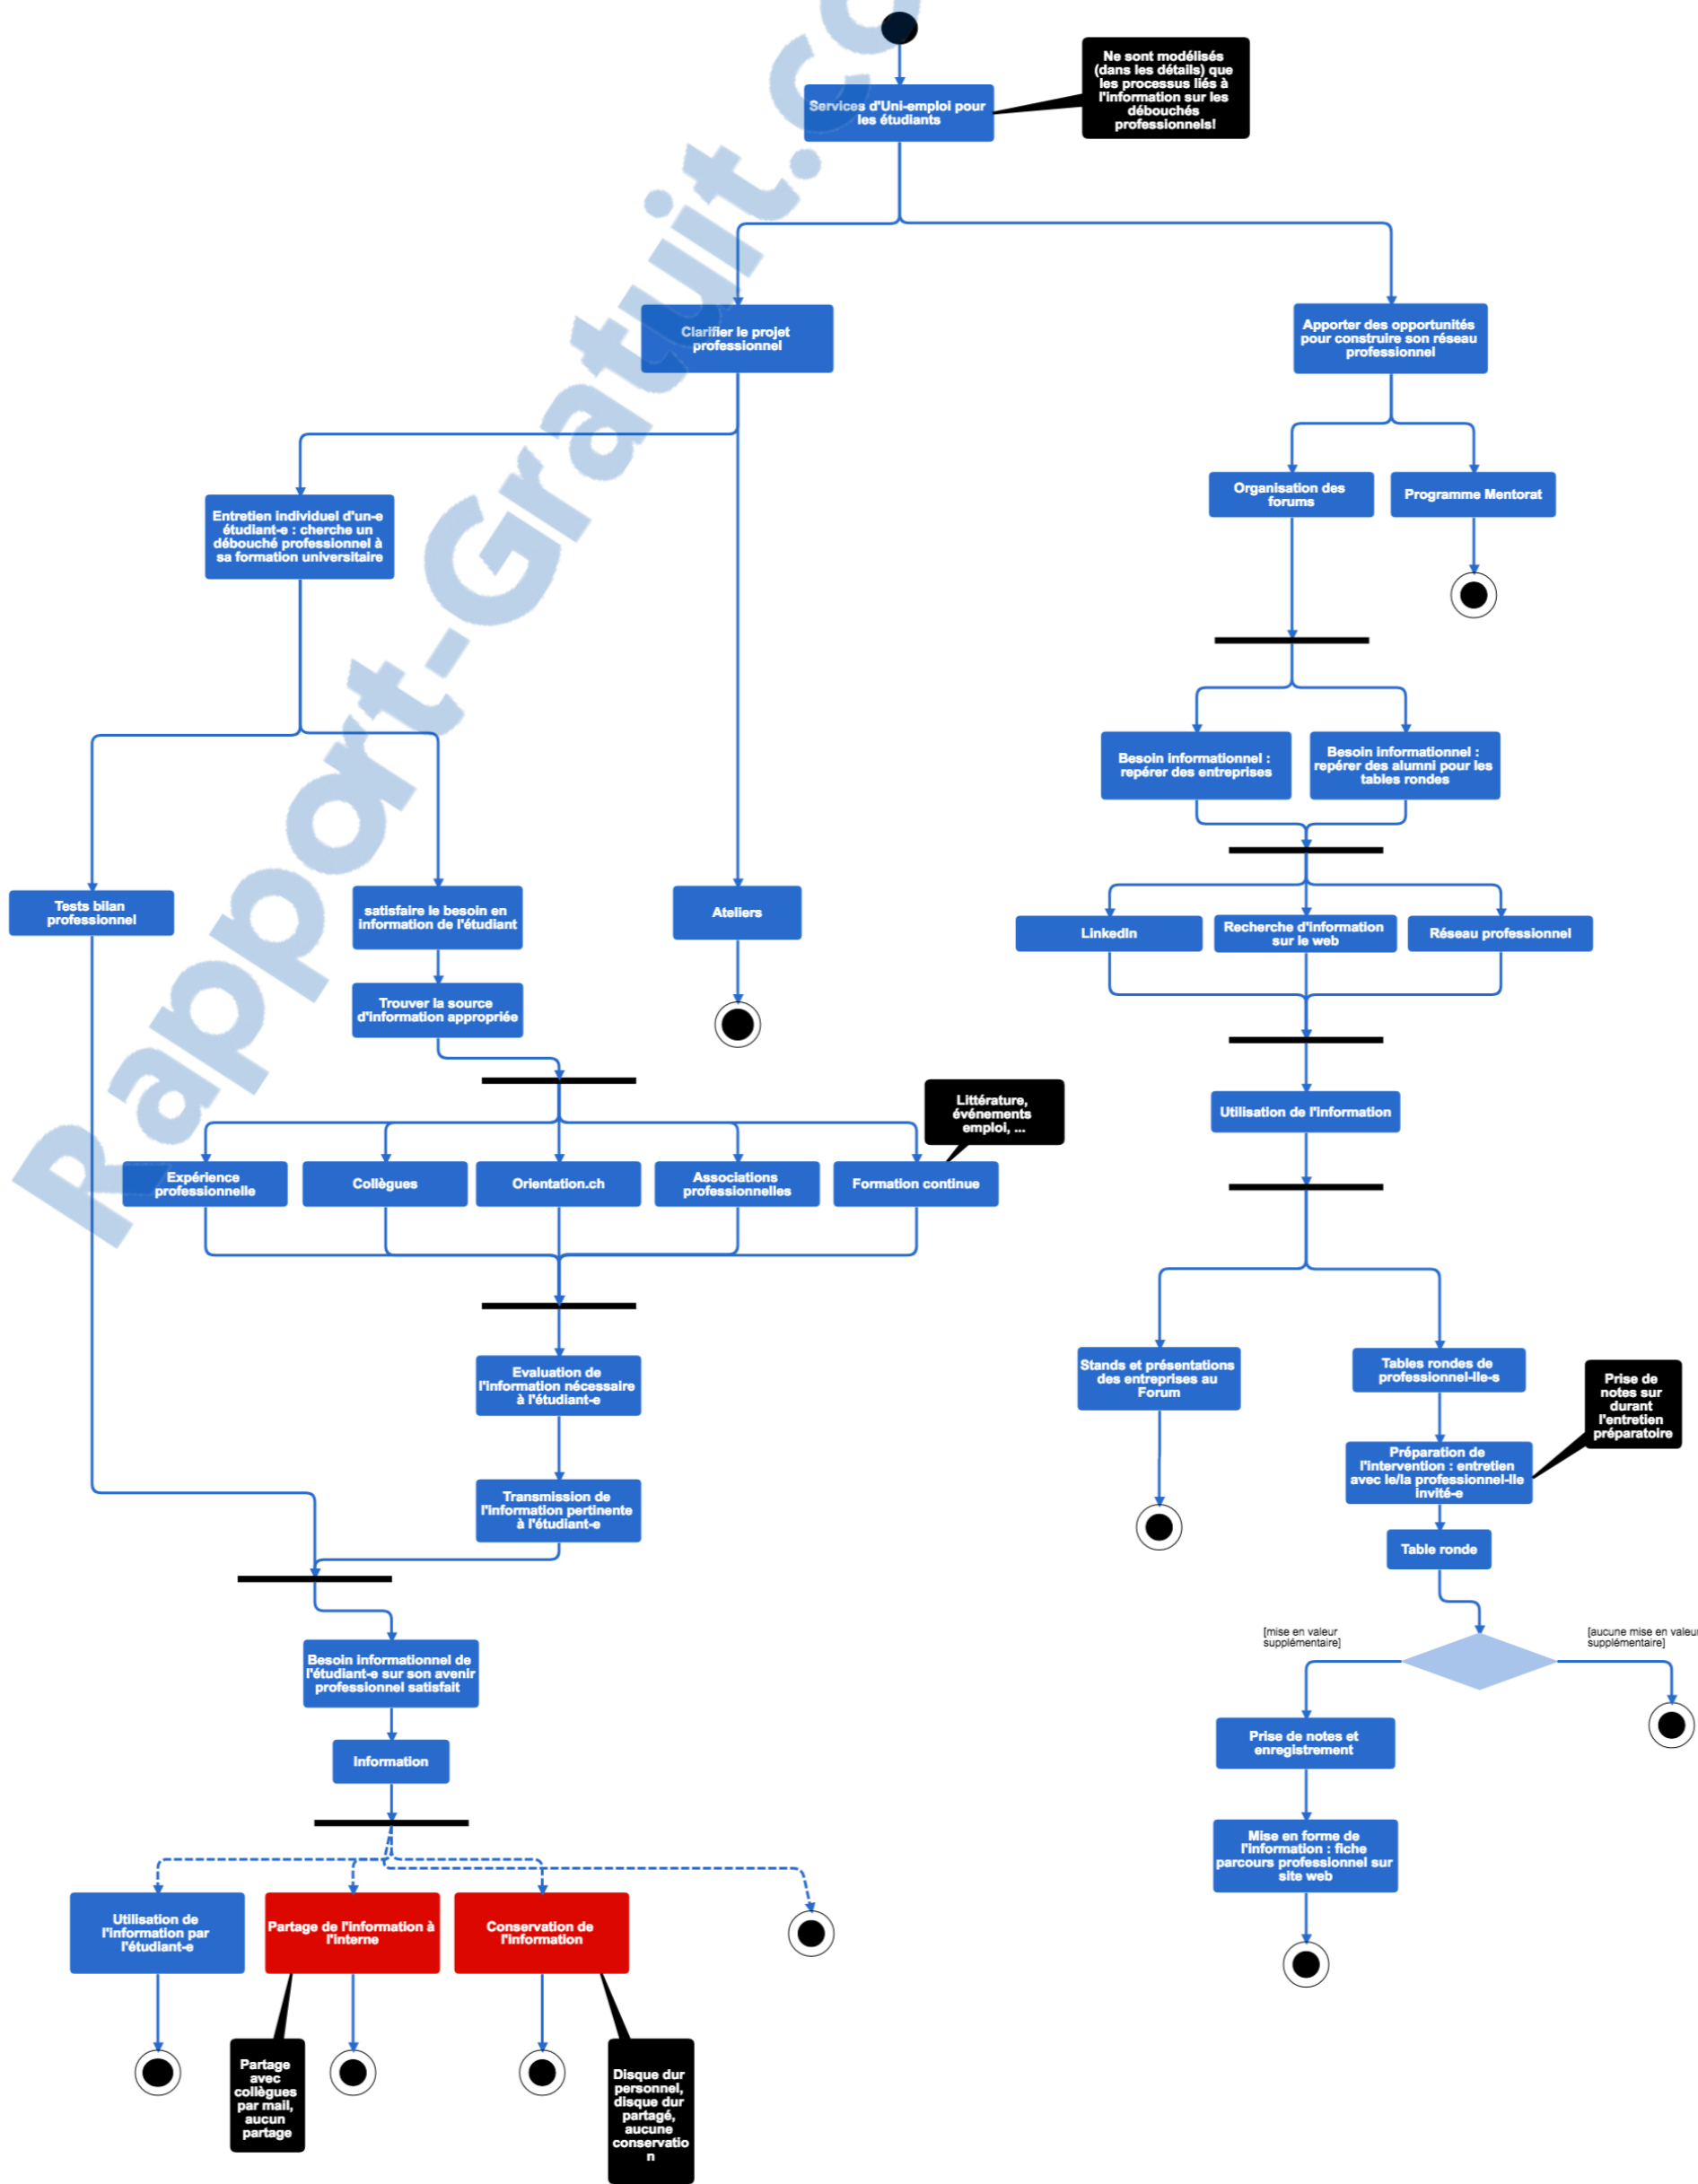 Ne sont modélisés
(dans les détails) que
les processus liés à
l'information sur les
débouchés
professionnels!
Services d'Uni-emploi pour
les étudiants
Clarifier le projet
professionnel
Apporter des opportunités
pour construire son réseau
professionnel
Organisation des
forums
Programme Mentorat
Entretien individuel d'un-e
étudiant-e : cherche un
débouché professionnel à
sa formation universitaire
Besoin informationnel :
repérer des entreprises
Besoin informationnel :
repérer des alumni pour les
tables rondes
Tests bilan
professionnel
satisfaire le besoin en
information de l'étudiant
Ateliers
LinkedIn
Recherche d'information
sur le web
Réseau professionnel
Trouver la source
d'information appropriée
Littérature,
événements
emploi, ...
Utilisation de l'information
Expérience
professionnelle
Collègues
Orientation.ch
Associations
professionnelles
Formation continue
Evaluation de
l'information nécessaire
à l'étudiant-e
Stands et présentations
des entreprises au
Forum
Tables rondes de
professionnel-lle-s
Prise de
notes sur
durant
l'entretien
préparatoire
Préparation de
l'intervention : entretien
avec le/la professionnel-lle
invité-e
Transmission de
l'information pertinente
à l'étudiant-e
Table ronde
[mise en valeur
supplémentaire]
[aucune mise en valeur
supplémentaire]
Besoin informationnel de
l'étudiant-e sur son avenir
professionnel satisfait
Information
Prise de notes et
enregistrement
Mise en forme de
l'information : fiche
parcours professionnel sur
site web
Utilisation de
l'information par
l'étudiant-e
Partage de l'information à
l'interne
Conservation de
l'information
Partage
avec
collègues
par mail,
aucun
partage
Disque dur
personnel,
disque dur
partagé,
aucune
conservatio
n
Rapport-Gratuit.co